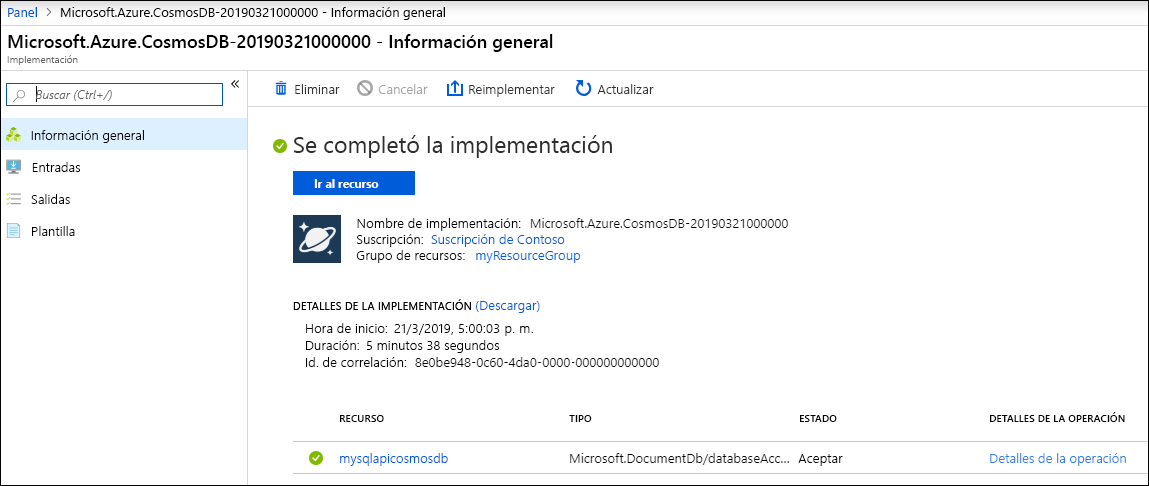 Panel > Microsoft.Azure.CosmosDB-20190321000000 - Información general
Microsoft.Azure.CosmosDB-20190321000000 - Información general
Implementación
Buscar (Ctrl+/)
«
Información general
Entradas
Salidas
Plantilla
Eliminar Cancelar Reimplementar Actualizar
Se completó la implementación
Ir al recurso
Nombre de implementación: Microsoft.Azure.CosmosDB-20190321000000
Suscripción: Suscripción de Contoso
Grupo de recursos: myResourceGroup
DETALLES DE LA IMPLEMENTACIÓN (Descargar)
Hora de inicio: 21/3/2019, 5:00:03 p. m.
Duración: 5 minutos 38 segundos
Id. de correlación: 8e0be948-0c60-4da0-0000-000000000000
RECURSO TIPO ESTADO DETALLES DE LA OPERACIÓN
mysqlapicosmosdb Microsoft.DocumentDb/databaseAcc... Aceptar Detalles de la operación